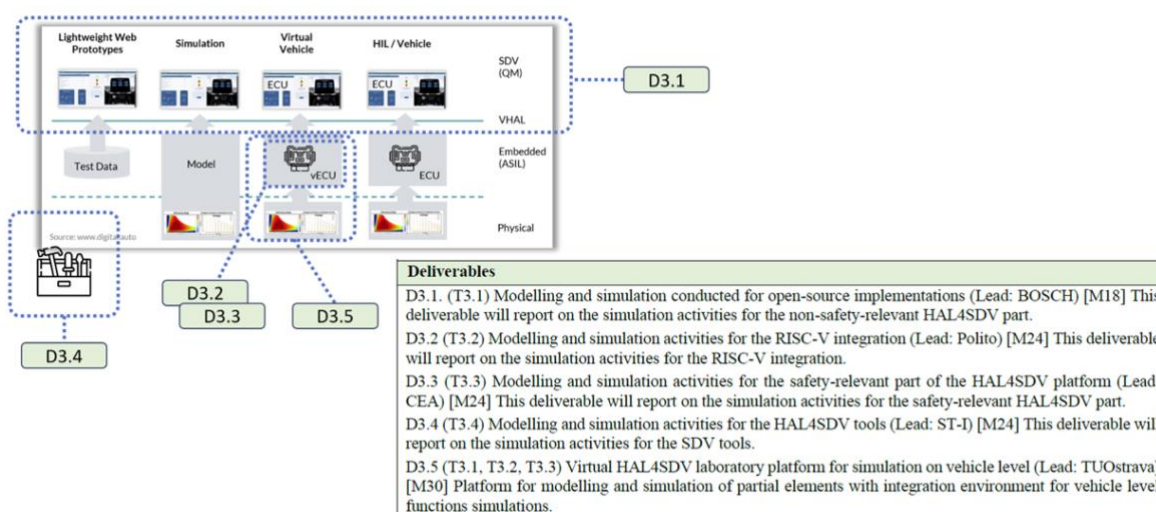 Lightweight Web
Prototypes
Simulation
Virtual
Vehicle
HIL / Vehicle
SDV
(QM)
ECU
ECU
D3.1
VHAL
Test Data
Model
vECU
ECU
Embedded
(ASIL)
Source: www.digital.auto
Physical
D3.2
D3.3
D3.5
D3.4
Deliverables
D3.1. (T3.1) Modelling and simulation conducted for open-source implementations (Lead: BOSCH) [M18] This
deliverable will report on the simulation activities for the non-safety-relevant HAL4SDV part.
D3.2 (T3.2) Modelling and simulation activities for the RISC-V integration (Lead: Polito) [M24] This deliverable
will report on the simulation activities for the RISC-V integration.
D3.3 (T3.3) Modelling and simulation activities for the safety-relevant part of the HAL4SDV platform (Lead
CEA) [M24] This deliverable will report on the simulation activities for the safety-relevant HAL4SDV part.
D3.4 (T3.4) Modelling and simulation activities for the HAL4SDV tools (Lead: ST-I) [M24] This deliverable will
report on the simulation activities for the SDV tools.
D3.5 (T3.1, T3.2, T3.3) Virtual HAL4SDV laboratory platform for simulation on vehicle level (Lead: TUOstrava)
[M30] Platform for modelling and simulation of partial elements with integration environment for vehicle level
functions simulations.